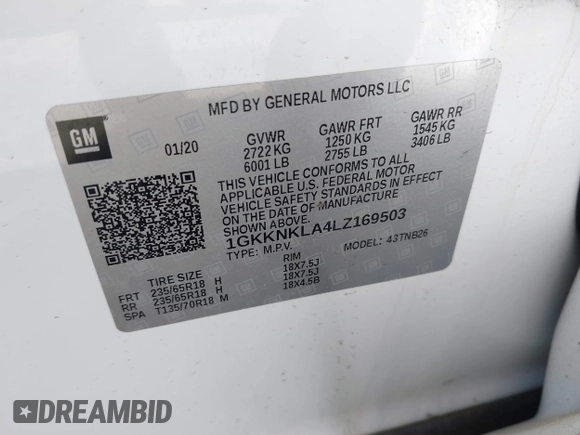 MFD BY GENERAL MOTORS LLC
GM
01/20
GVWR
2722 KG
6001 LB
GAWR FRT
1250 KG
2755 LB
GAWR RR
1545 KG
3406 LB
THIS VEHICLE CONFORMS TO ALL
APPLICABLE U.S. FEDERAL MOTOR
VEHICLE SAFETY STANDARDS IN EFFECT
ON THE DATE OF MANUFACTURE
SHOWN ABOVE.
1GKKNKLA4LZ169503
TYPE: M.P.V. MODEL: 43TNB26
TIRE SIZE RIM
FRT 235/65R18 H 18X7.5J
RR 235/65R18 H 18X7.5J
SPA T135/70R18 M 18X4.5B
DREAMBID.com